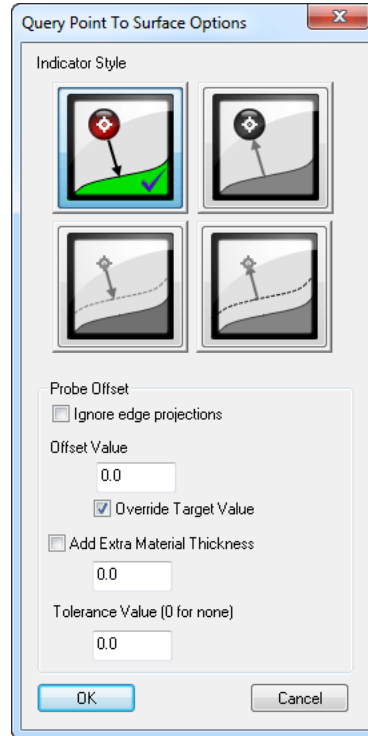 Query Point To Surface Options
Indicator Style
Probe Offset
Ignore edge projections
Offset Value
0.0
Override Target Value
Add Extra Material Thickness
0.0
Tolerance Value (0 for none)
0.0
OK Cancel